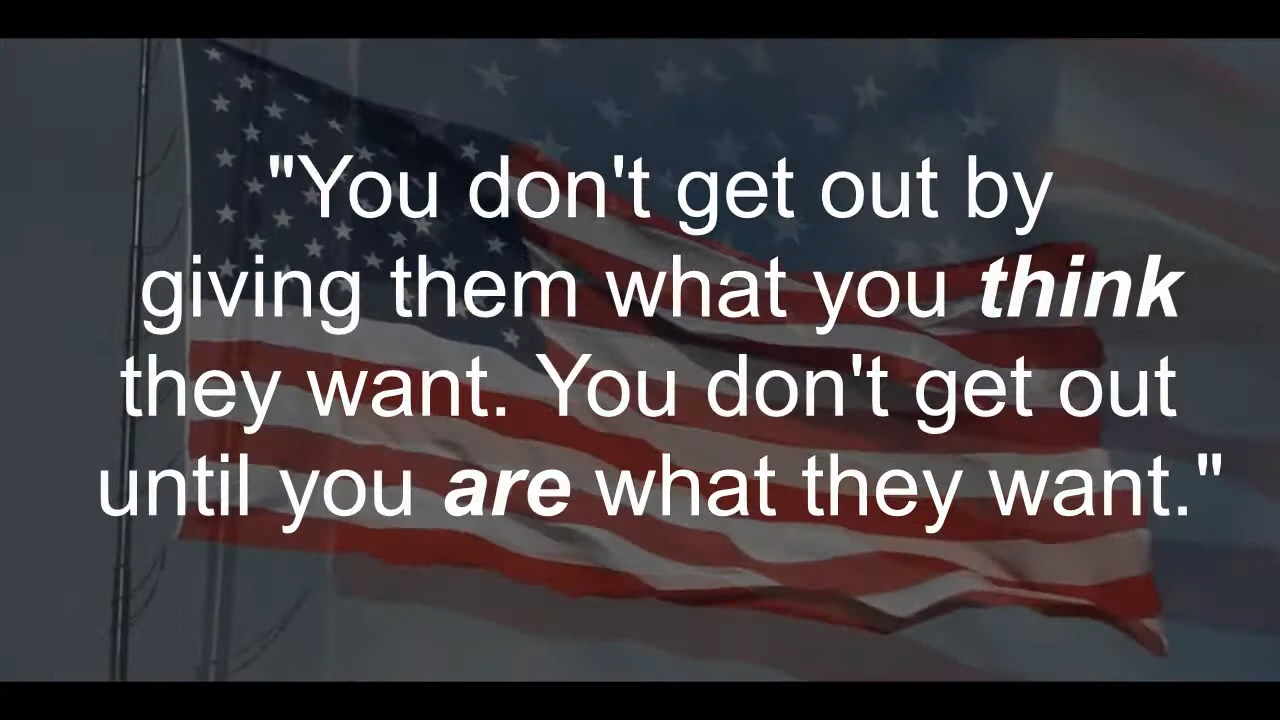 "You don't get out by
giving them what you think
they want. You don't get out
until you are what they want."